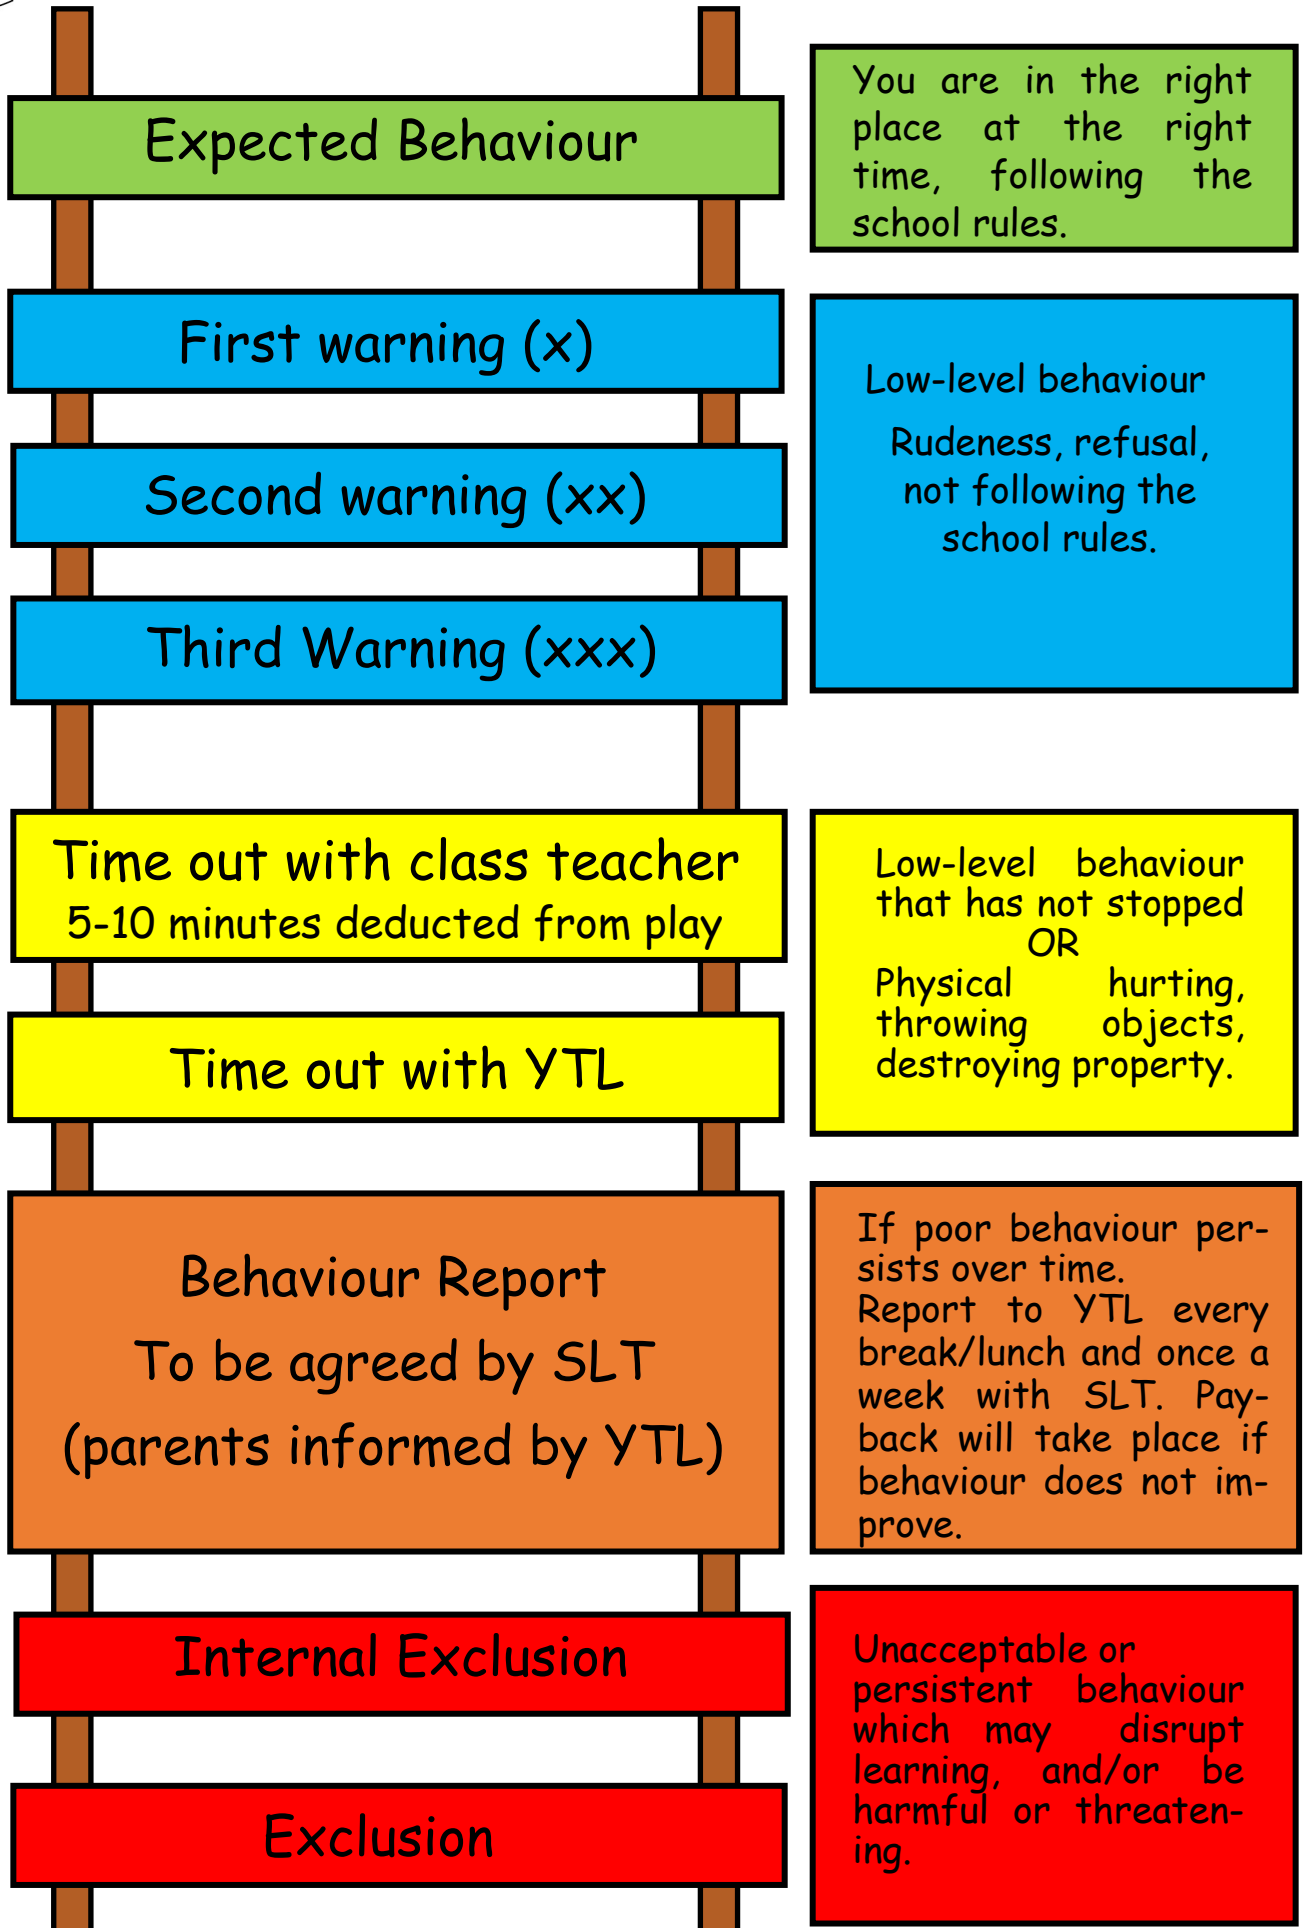 Expected Behaviour
You are in the right
place at the right
time, following the
school rules.
First warning (x)
Second warning (xx)
Third Warning (xxx)
Low-level behaviour
Rudeness, refusal,
not following the
school rules.
Time out with class teacher
5-10 minutes deducted from play
Time out with YTL
Low-level behaviour
that has not stopped
OR
Physical hurting,
throwing objects,
destroying property.
Behaviour Report
To be agreed by SLT
(parents informed by YTL)
If poor behaviour per-
sists over time.
Report to YTL every
break/lunch and once a
week with SLT. Pay-
back will take place if
behaviour does not im-
prove.
Internal Exclusion
Exclusion
Unacceptable or
persistent behaviour
which may disrupt
learning, and/or be
harmful or threaten-
ing.